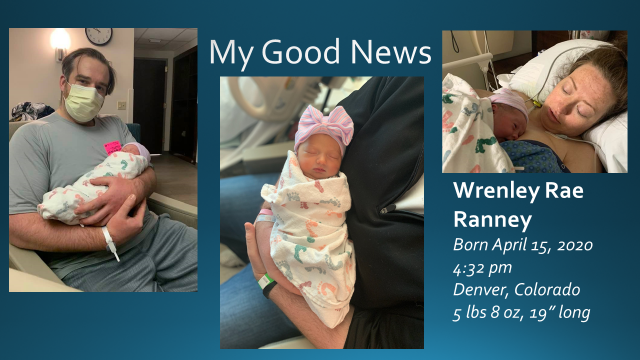 My Good News
Wrenley Rae
Ranney
Born April 15, 2020
4:32 pm
Denver, Colorado
5 lbs 8 oz, 19” long